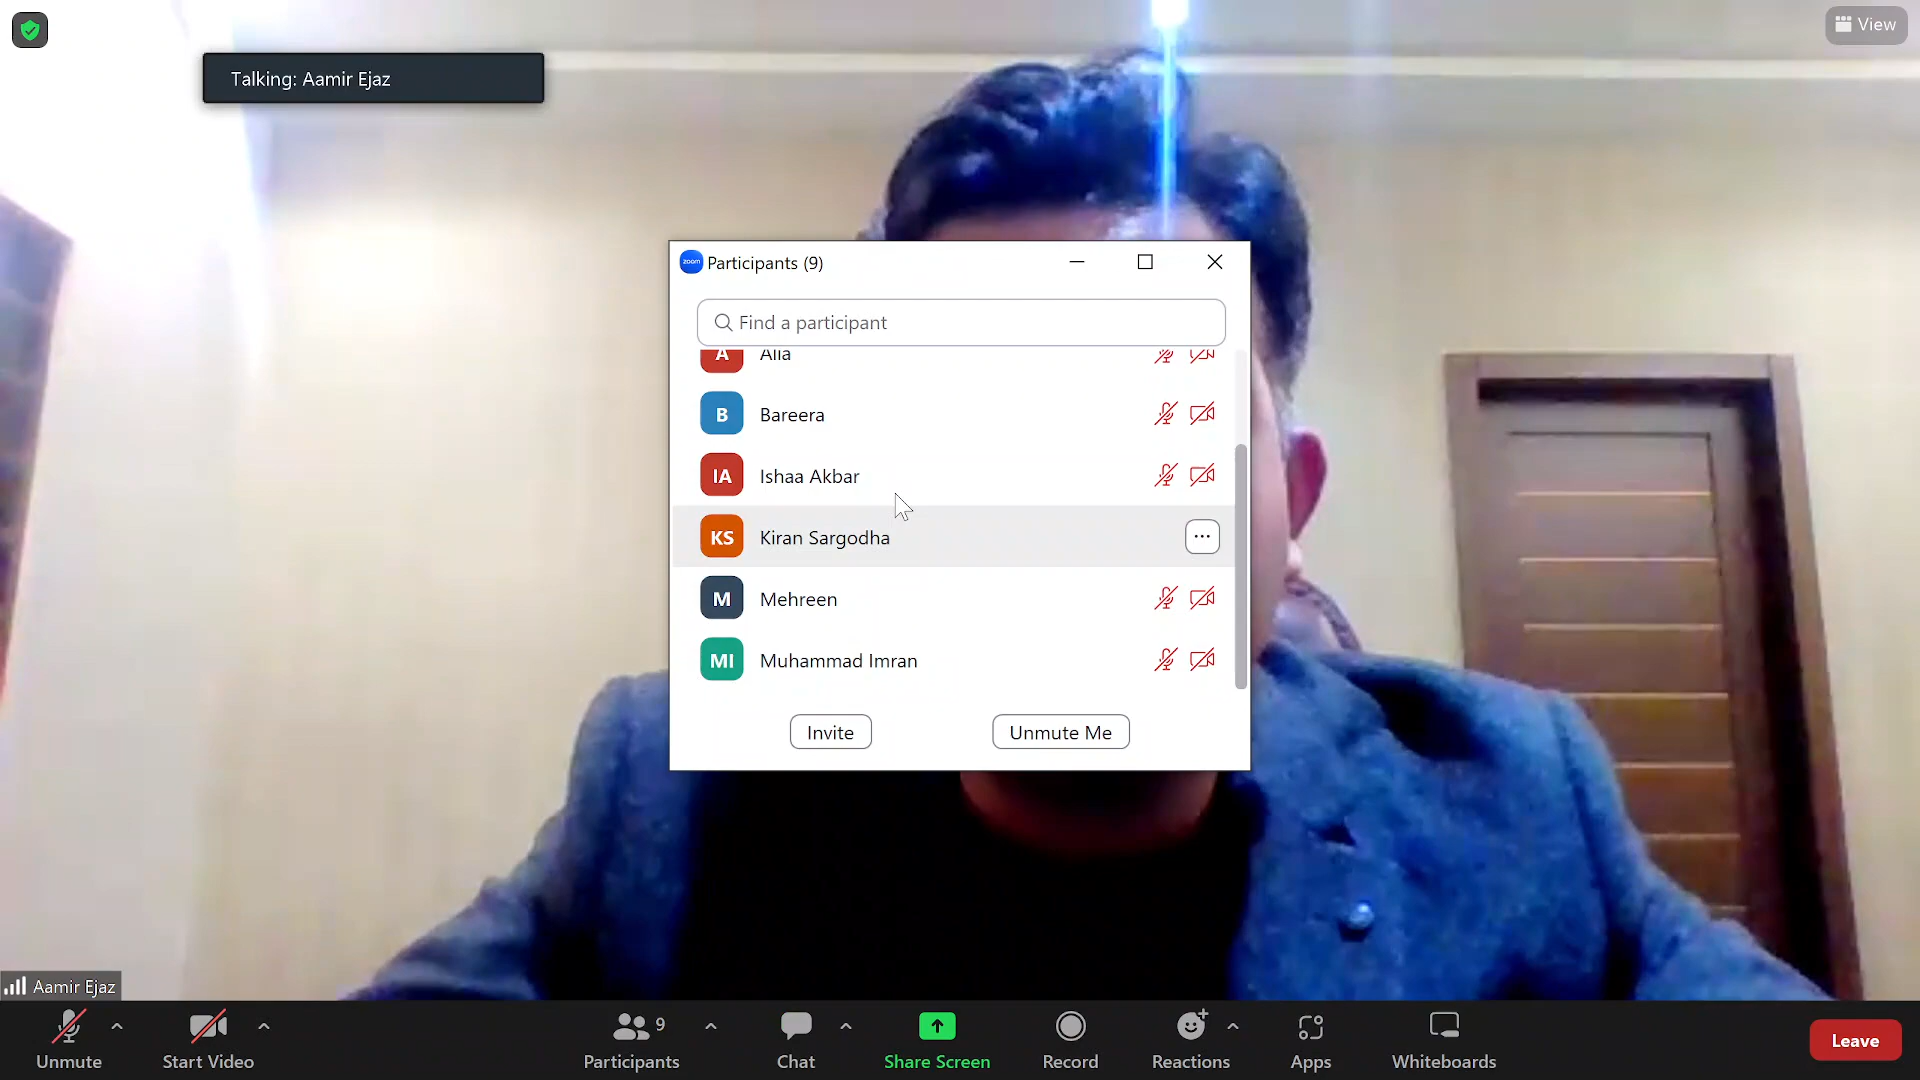 View
Talking: Aamir Ejaz
zoom Participants (9)
Find a participant
A Alia
B Bareera
IA Ishaa Akbar
KS Kiran Sargodha
M Mehreen
MI Muhammad Imran
Invite Unmute Me
Aamir Ejaz
9
Unmute Start Video Participants Chat Share Screen Record Reactions Apps Whiteboards Leave